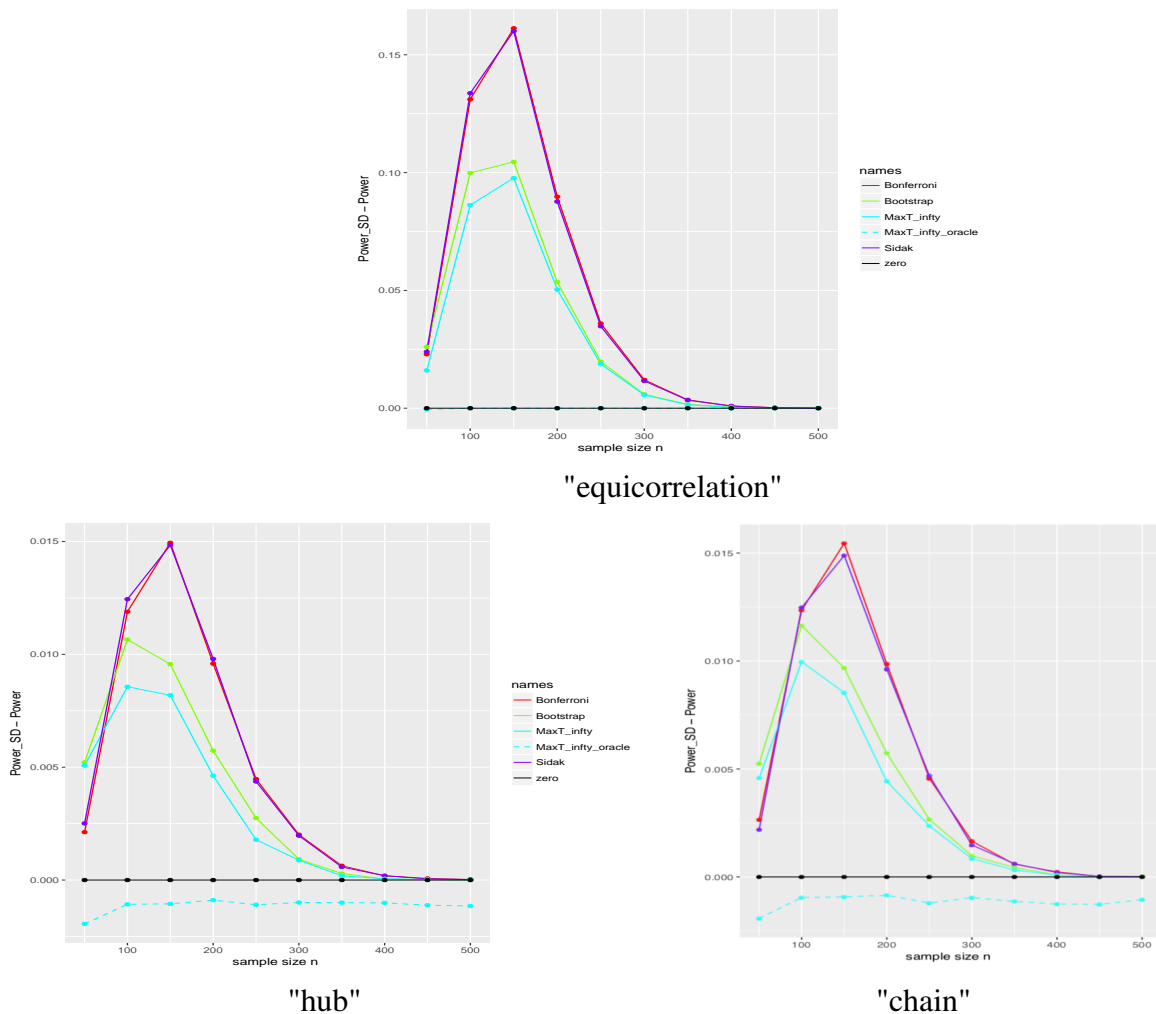 0.15
0.10
0.05
0.00
Power_SD − Power
100
200
300
400
500
sample size n
names
Bonferroni
Bootstrap
MaxT_infty
MaxT_infty_oracle
Sidak
zero
"equicorrelation"
0.015
0.010
0.005
0.000
Power_SD − Power
100
200
300
400
500
sample size n
names
Bonferroni
Bootstrap
MaxT_infty
MaxT_infty_oracle
Sidak
zero
"hub"
0.015
0.010
0.005
0.000
Power_SD − Power
100
200
300
400
500
sample size n
"chain"